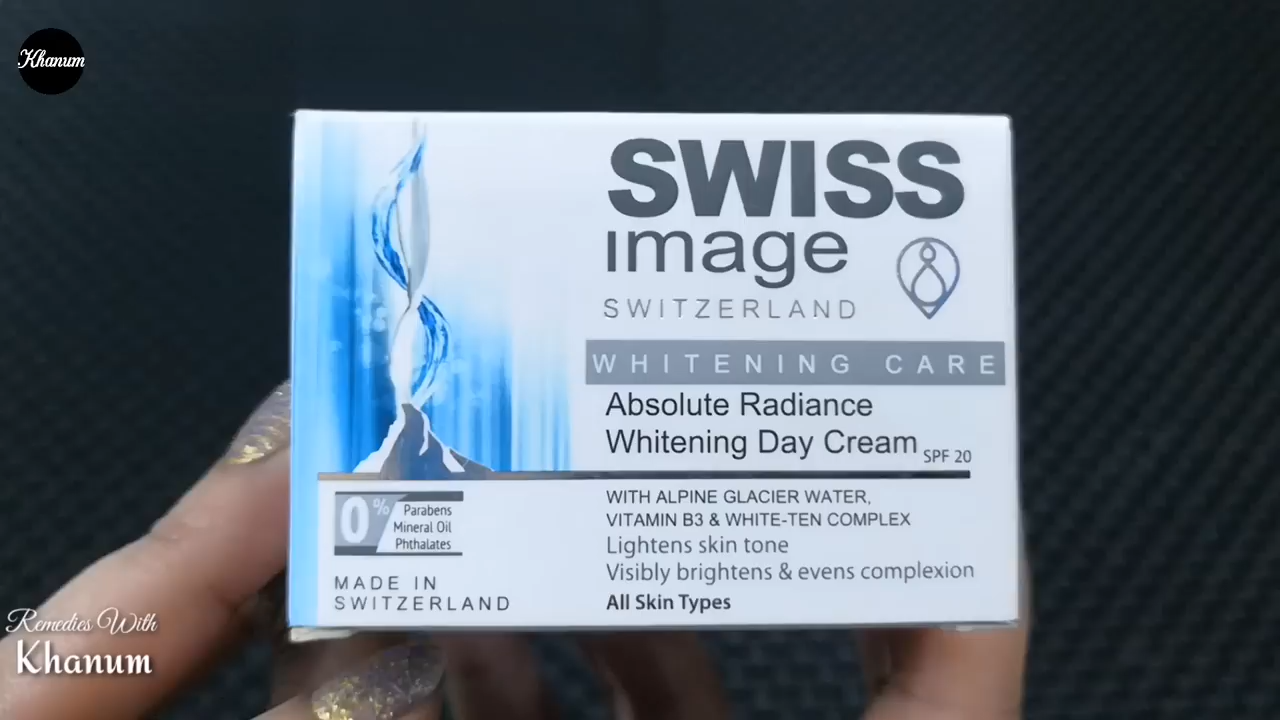 Khanum
SWISS
image
SWITZERLAND
WHITENING CARE
Absolute Radiance
Whitening Day Cream SPF 20
0% Parabens
Mineral Oil
Phthalates
WITH ALPINE GLACIER WATER,
VITAMIN B3 & WHITE-TEN COMPLEX
Lightens skin tone
Visibly brightens & evens complexion
All Skin Types
MADE IN
SWITZERLAND
Remedies With
Khanum